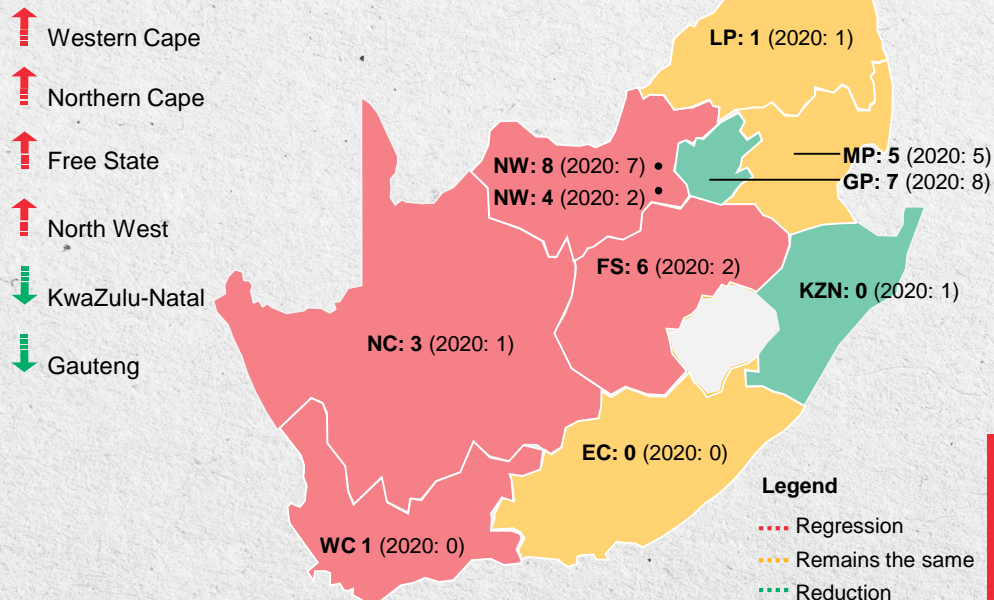 Western Cape
Northern Cape
Free State
North West
KwaZulu-Natal
Gauteng
LP: 1 (2020: 1)
MP: 5 (2020: 5)
GP: 7 (2020: 8)
NW: 8 (2020: 7)
NW: 4 (2020: 2)
FS: 6 (2020: 2)
KZN: 0 (2020: 1)
NC: 3 (2020: 1)
EC: 0 (2020: 0)
WC 1 (2020: 0)
Legend
Regression
Remains the same
Reduction